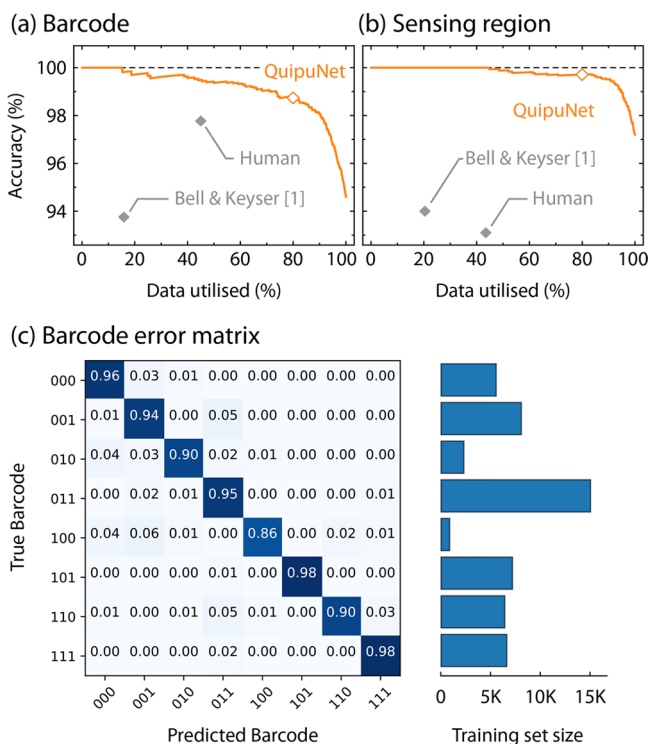 (a) Barcode
(b) Sensing region
Accuracy (%)
100
98
96
94
QuipuNet
Human
Bell & Keyser [1]
0 20 40 60 80 100
Data utilised (%)
QuipuNet
Bell & Keyser [1]
Human
0 20 40 60 80 100
Data utilised (%)
(c) Barcode error matrix
True Barcode
000 0.96 0.03 0.01 0.00 0.00 0.00 0.00 0.00
001 0.01 0.94 0.00 0.05 0.00 0.00 0.00 0.00
010 0.04 0.03 0.90 0.02 0.01 0.00 0.00 0.00
011 0.00 0.02 0.01 0.95 0.00 0.00 0.00 0.01
100 0.04 0.06 0.01 0.00 0.86 0.00 0.02 0.01
101 0.00 0.00 0.00 0.01 0.00 0.98 0.00 0.00
110 0.01 0.00 0.01 0.05 0.01 0.00 0.90 0.03
111 0.00 0.00 0.00 0.02 0.00 0.00 0.00 0.98
000 001 010 011 100 101 110 111
Predicted Barcode
0 5K 10K 15K
Training set size